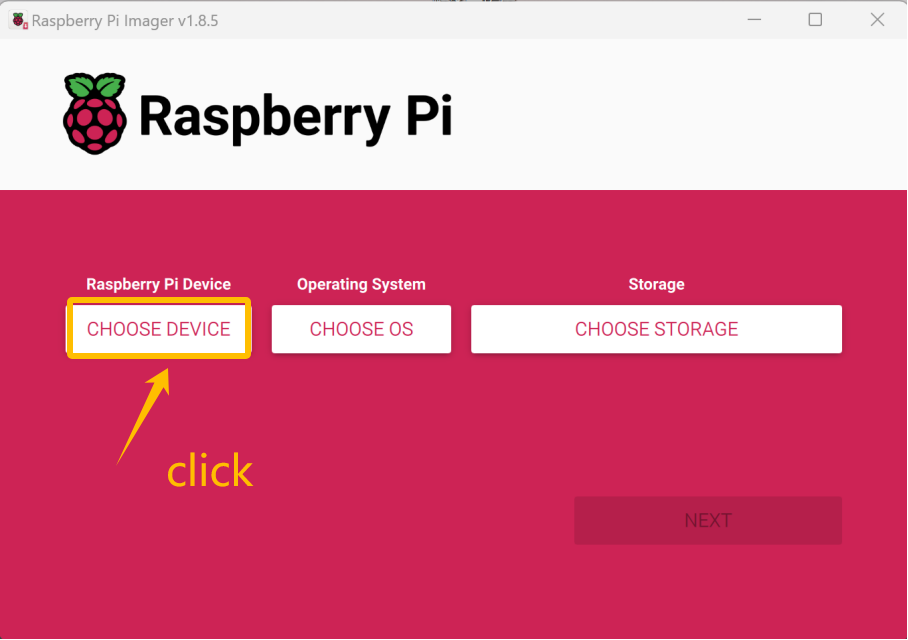 Raspberry Pi Imager v1.8.5
Raspberry Pi
Raspberry Pi Device
Operating System
Storage
CHOOSE DEVICE
CHOOSE OS
CHOOSE STORAGE
click
NEXT